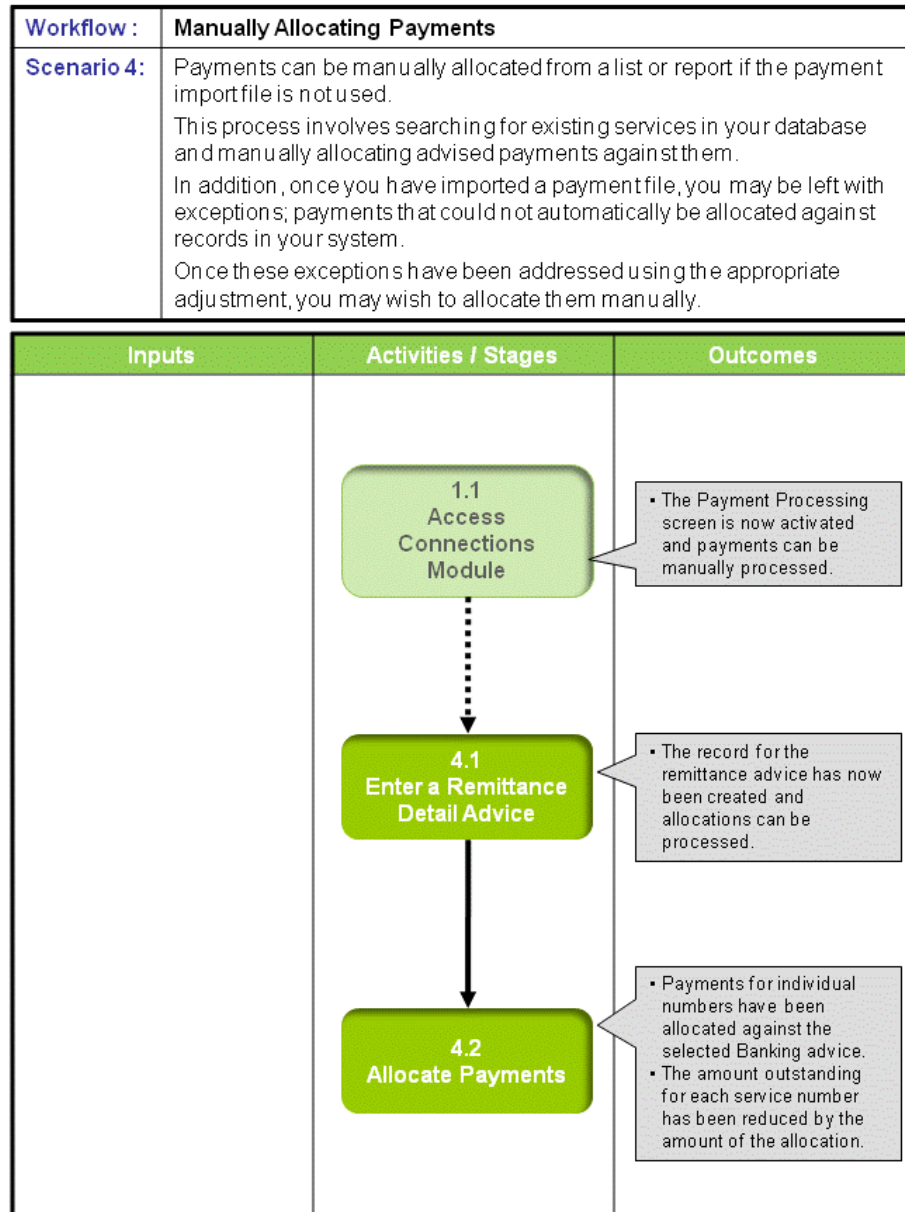 Workflow : Manually Allocating Payments
Scenario 4: Payments can be manually allocated from a list or report if the payment
import file is not used.
This process involves searching for existing services in your database
and manually allocating advised payments against them.
In addition, once you have imported a payment file, you may be left with
exceptions; payments that could not automatically be allocated against
records in your system.
Once these exceptions have been addressed using the appropriate
adjustment, you may wish to allocate them manually.
Inputs
Activities / Stages
Outcomes
1.1
Access
Connections
Module
▪ The Payment Processing
screen is now activated
and payments can be
manually processed.
4.1
Enter a Remittance
Detail Advice
▪ The record for the
remittance advice has now
been created and
allocations can be
processed.
4.2
Allocate Payments
▪ Payments for individual
numbers have been
allocated against the
selected Banking advice.
▪ The amount outstanding
for each service number
has been reduced by the
amount of the allocation.